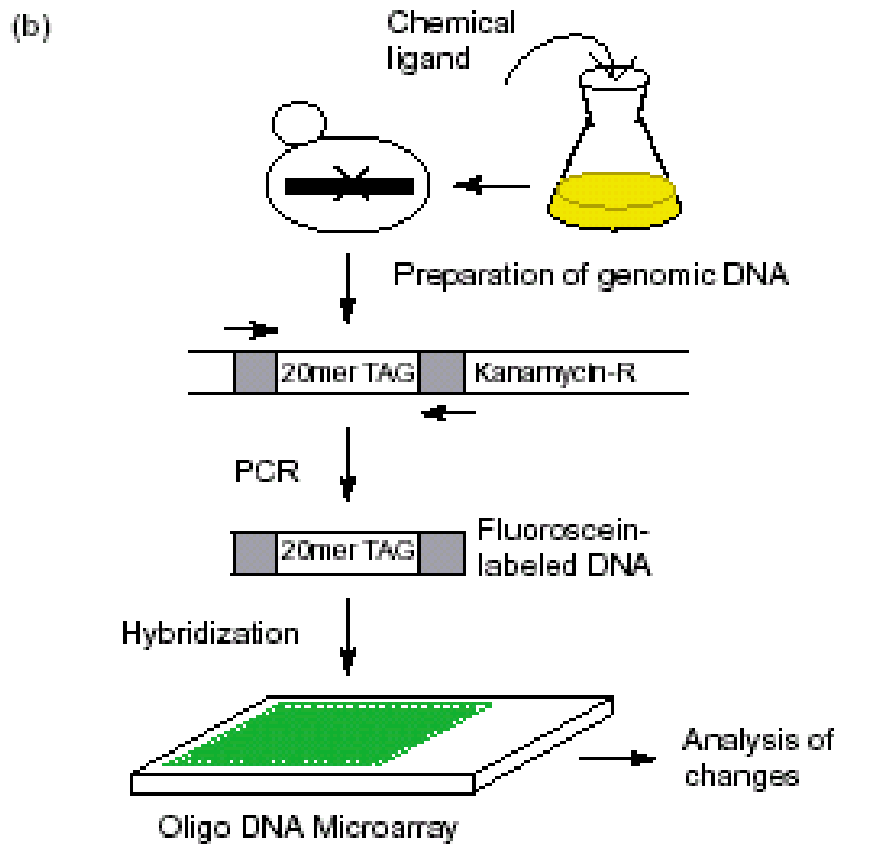 (b)
Chemical
ligand
Preparation of genomic DNA
20mer TAG
Kanamycin-R
PCR
20mer TAG
Fluoroscein-
labeled DNA
Hybridization
Analysis of
changes
Oligo DNA Microarray